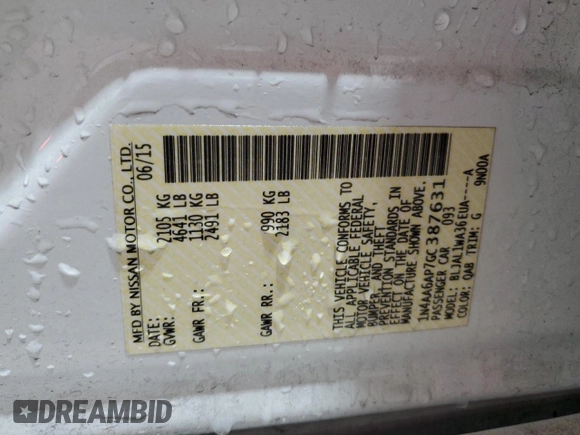 MFD BY NISSAN MOTOR CO., LTD.
DATE: 06/15
GVWR: 2105 KG
4641 LB
GAWR FR: 1130 KG
2491 LB
GAWR RR: 990 KG
2183 LB
THIS VEHICLE CONFORMS TO
ALL APPLICABLE FEDERAL
MOTOR VEHICLE SAFETY,
BUMPER, AND THEFT
PREVENTION STANDARDS IN
EFFECT ON THE DATE OF
MANUFACTURE SHOWN ABOVE.
1N4AA6AP7GC387631
PASSENGER CAR 093
MODEL: BLJALLWA36EUA----A
COLOR: QAB TRIM: G 9N00A
DREAMBID